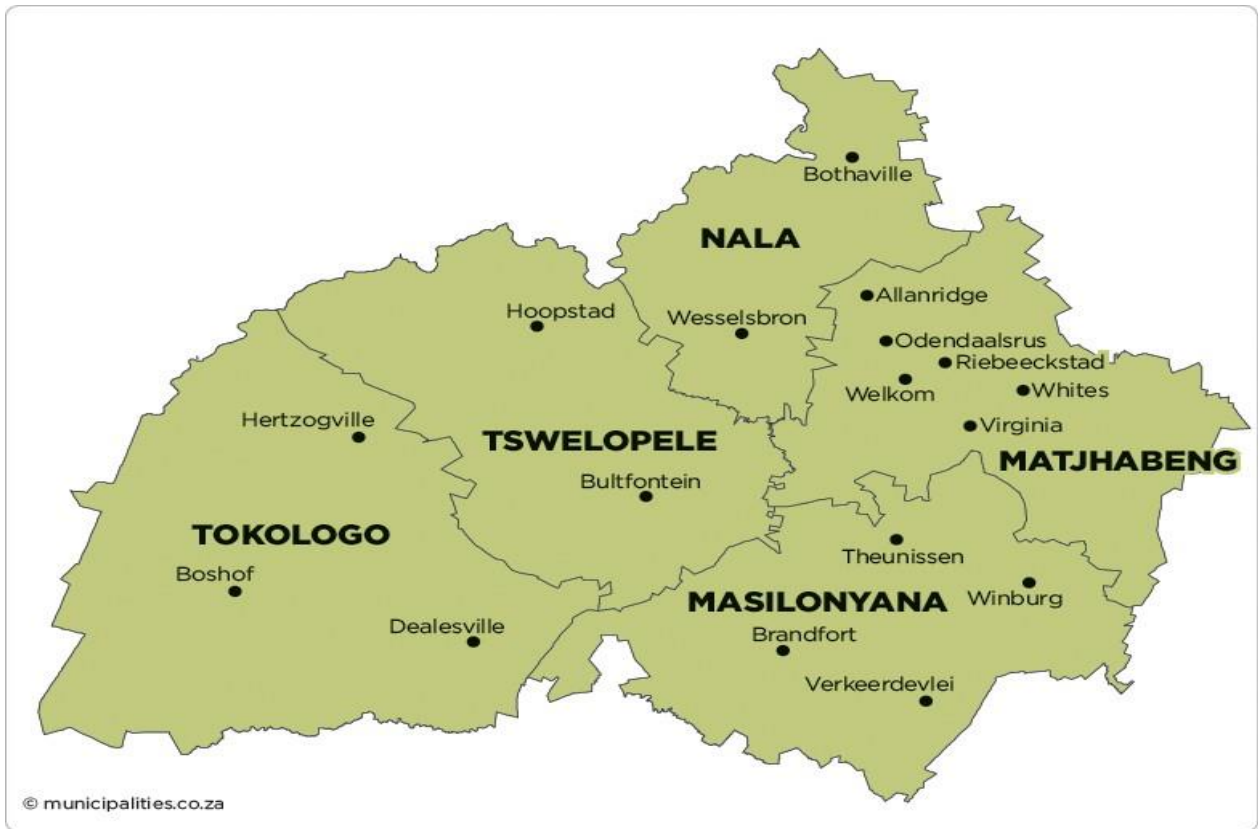 Bothaville
NALA
Allanridge
Hoopstad
Wesselsbron
Odendaalsrus
Riebeeckstad
Welkom
Whites
Hertzogville
Virginia
TSWELOPELE
MATJHABENG
Bultfontein
TOKOLOGO
Theunissen
Boshof
Winburg
MASILONYANA
Dealesville
Brandfort
Verkeerdevlei
© municipalities.co.za